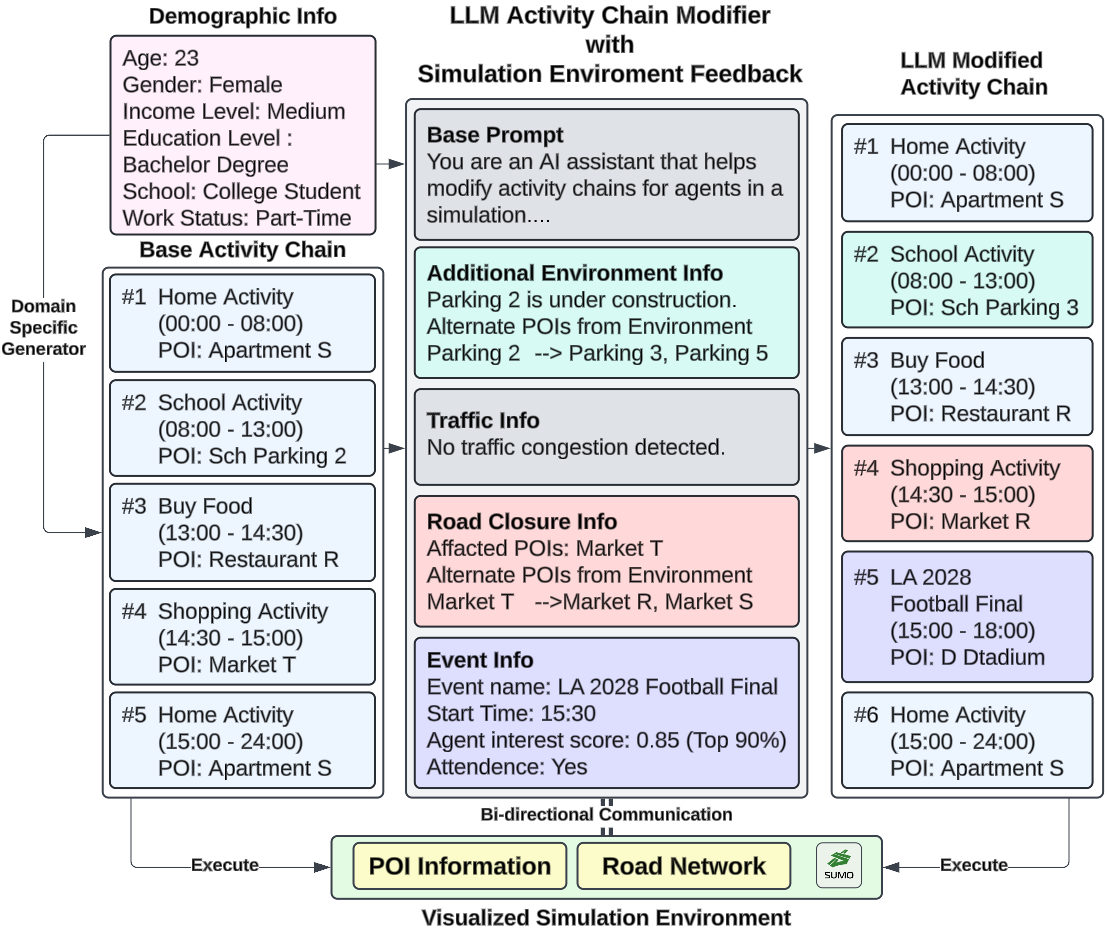 Demographic Info
Age: 23
Gender: Female
Income Level: Medium
Education Level :
Bachelor Degree
School: College Student
Work Status: Part-Time
Base Activity Chain
#1 Home Activity
(00:00 - 08:00)
POI: Apartment S
#2 School Activity
(08:00 - 13:00)
POI: Sch Parking 2
#3 Buy Food
(13:00 - 14:30)
POI: Restaurant R
#4 Shopping Activity
(14:30 - 15:00)
POI: Market T
#5 Home Activity
(15:00 - 24:00)
POI: Apartment S
Domain
Specific
Generator
LLM Activity Chain Modifier
with
Simulation Enviroment Feedback
Base Prompt
You are an AI assistant that helps
modify activity chains for agents in a
simulation....
Additional Environment Info
Parking 2 is under construction.
Alternate POIs from Environment
Parking 2 --> Parking 3, Parking 5
Traffic Info
No traffic congestion detected.
Road Closure Info
Affacted POIs: Market T
Alternate POIs from Environment
Market T -->Market R, Market S
Event Info
Event name: LA 2028 Football Final
Start Time: 15:30
Agent interest score: 0.85 (Top 90%)
Attendence: Yes
LLM Modified
Activity Chain
#1 Home Activity
(00:00 - 08:00)
POI: Apartment S
#2 School Activity
(08:00 - 13:00)
POI: Sch Parking 3
#3 Buy Food
(13:00 - 14:30)
POI: Restaurant R
#4 Shopping Activity
(14:30 - 15:00)
POI: Market R
#5 LA 2028
Football Final
(15:00 - 18:00)
POI: D Dtadium
#6 Home Activity
(15:00 - 24:00)
POI: Apartment S
Bi-directional Communication
Execute
POI Information
Road Network
SUMO
Execute
Visualized Simulation Environment